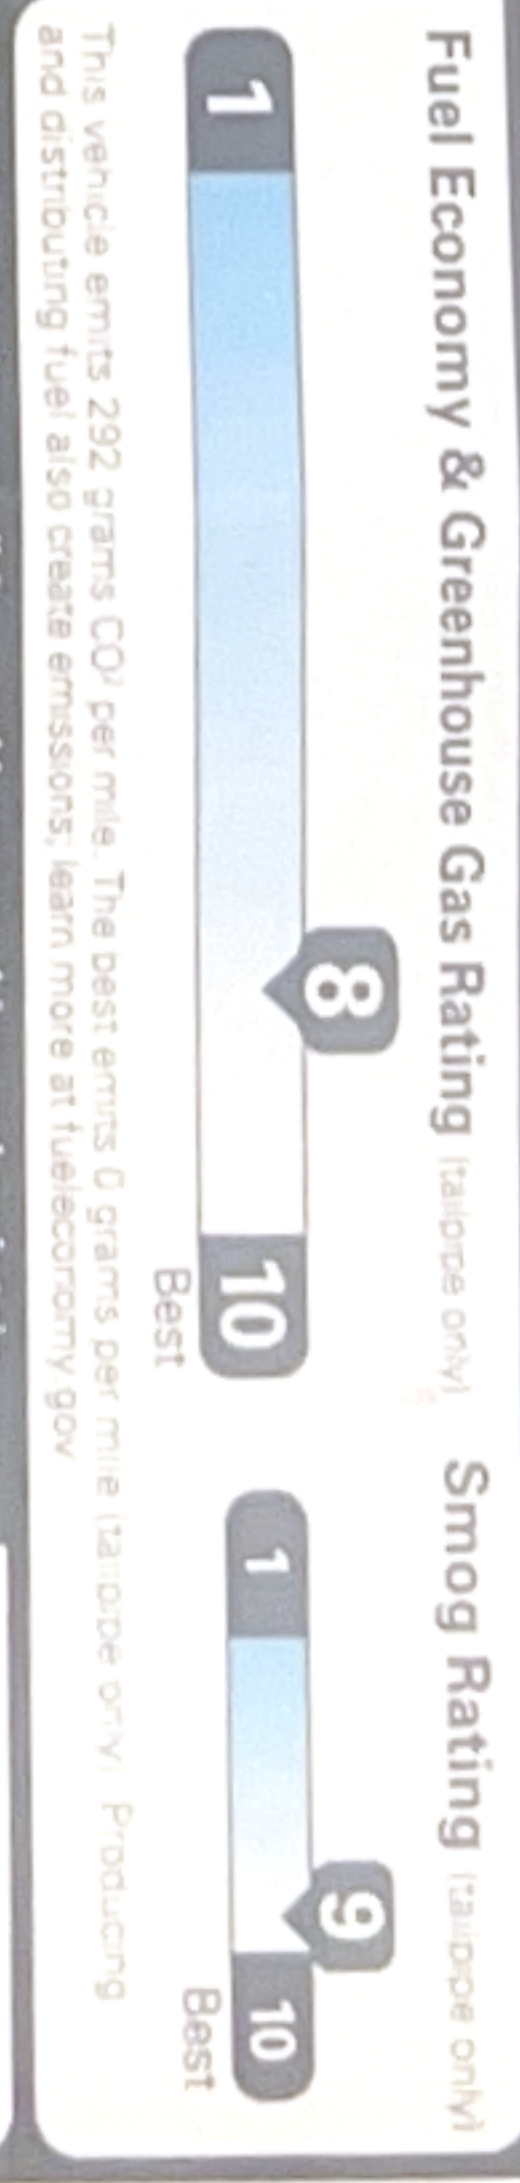 Fuel Economy & Greenhouse Gas Rating (tailpipe only)
Smog Rating (tailpipe only)
8
1
10
Best
9
1
10
Best
This vehicle emits 292 grams CO² per mile. The best emits 0 grams per mile (tailpipe only). Producing
and distributing fuel also create emissions; learn more at fueleconomy.gov